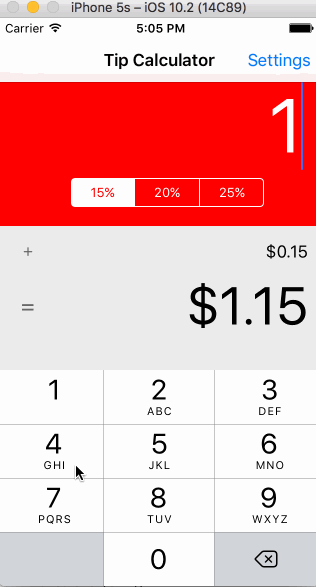 iPhone 5s – iOS 10.2 (14C89)
Carrier 5:05 PM
Tip Calculator Settings
1
15% 20% 25%
+ $0.15
= $1.15
1 2 3
ABC DEF
4 5 6
GHI JKL MNO
7 8 9
PQRS TUV WXYZ
0